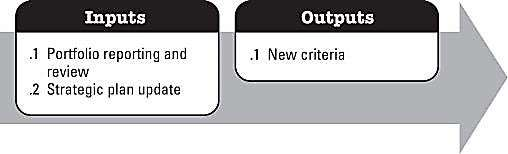 Inputs
.1 Portfolio reporting and
review
.2 Strategic plan update
Outputs
.1 New criteria